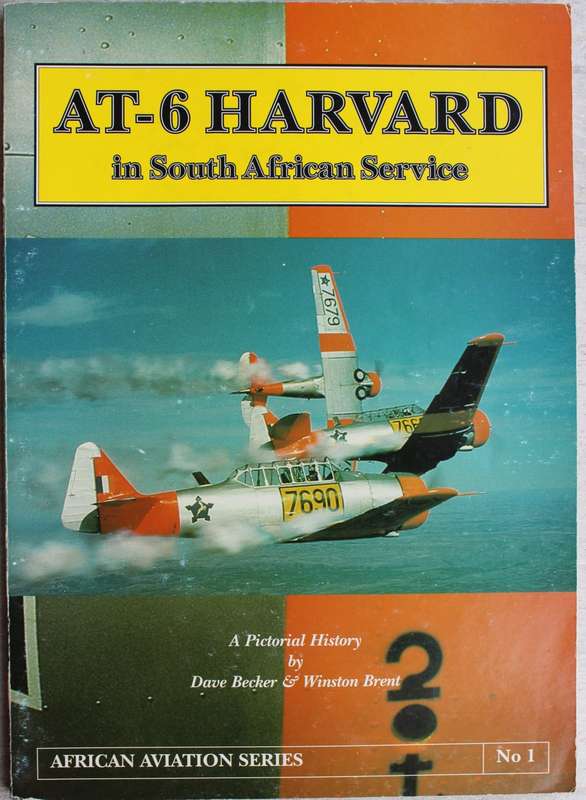 AT-6 HARVARD
in South African Service
7679
766
7690
A Pictorial History
by
Dave Becker & Winston Brent
2
AFRICAN AVIATION SERIES
No 1